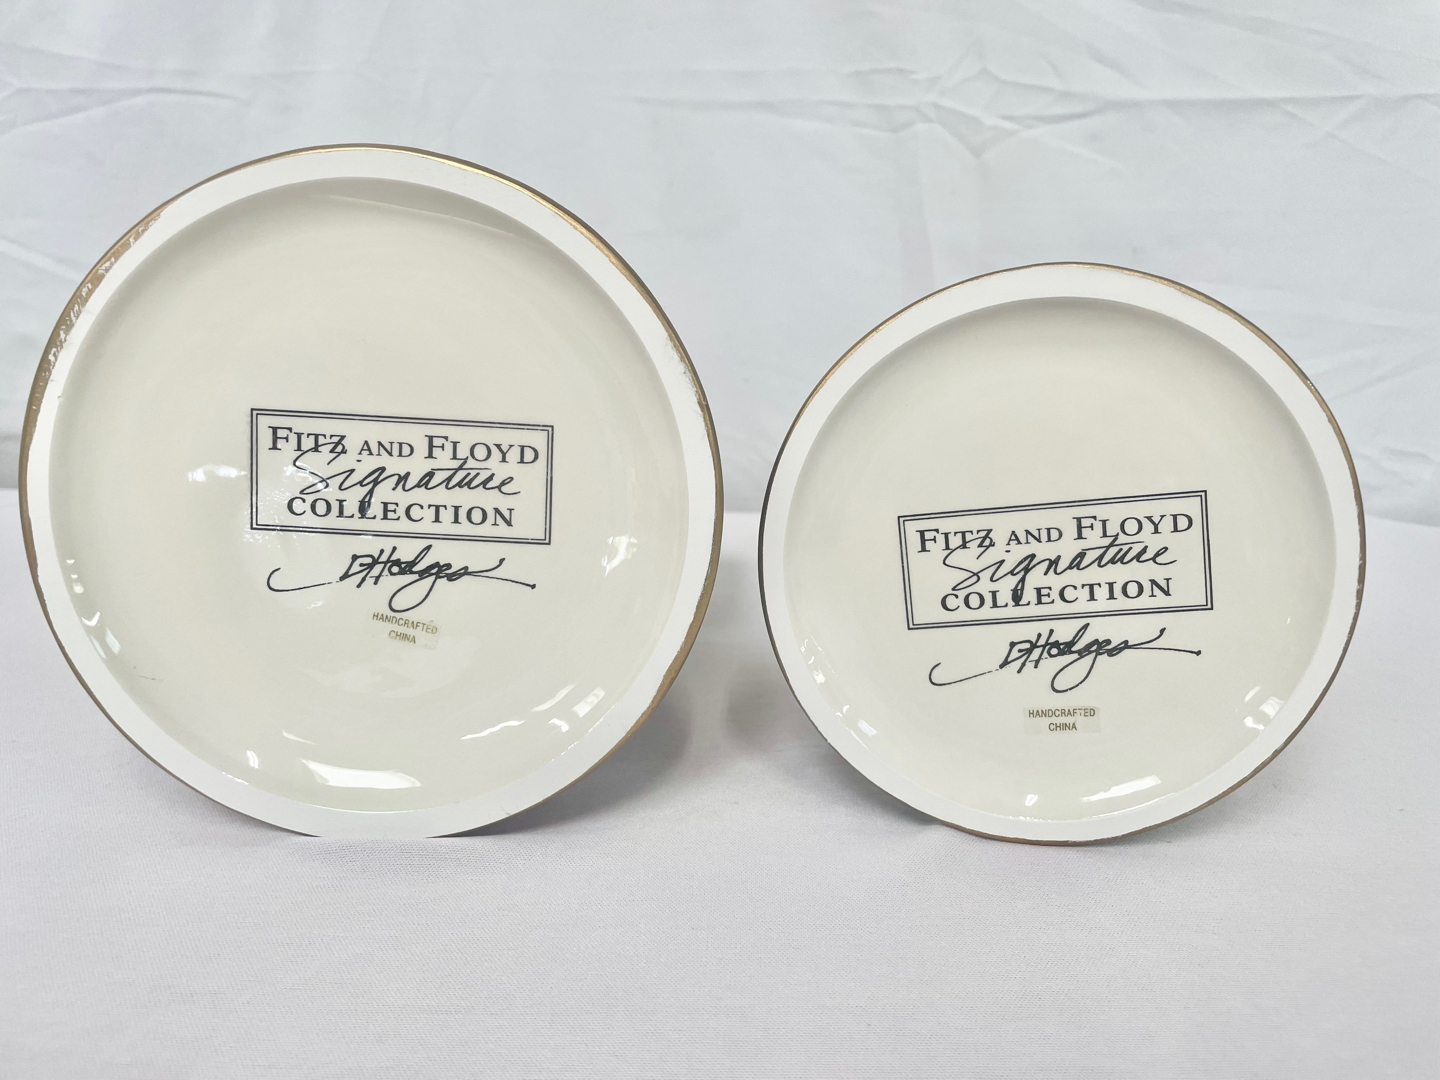 FITZ AND FLOYD
Signature
COLLECTION
DHodges
HANDCRAFTED
CHINA
FITZ AND FLOYD
Signature
COLLECTION
DHodges
HANDCRAFTED
CHINA